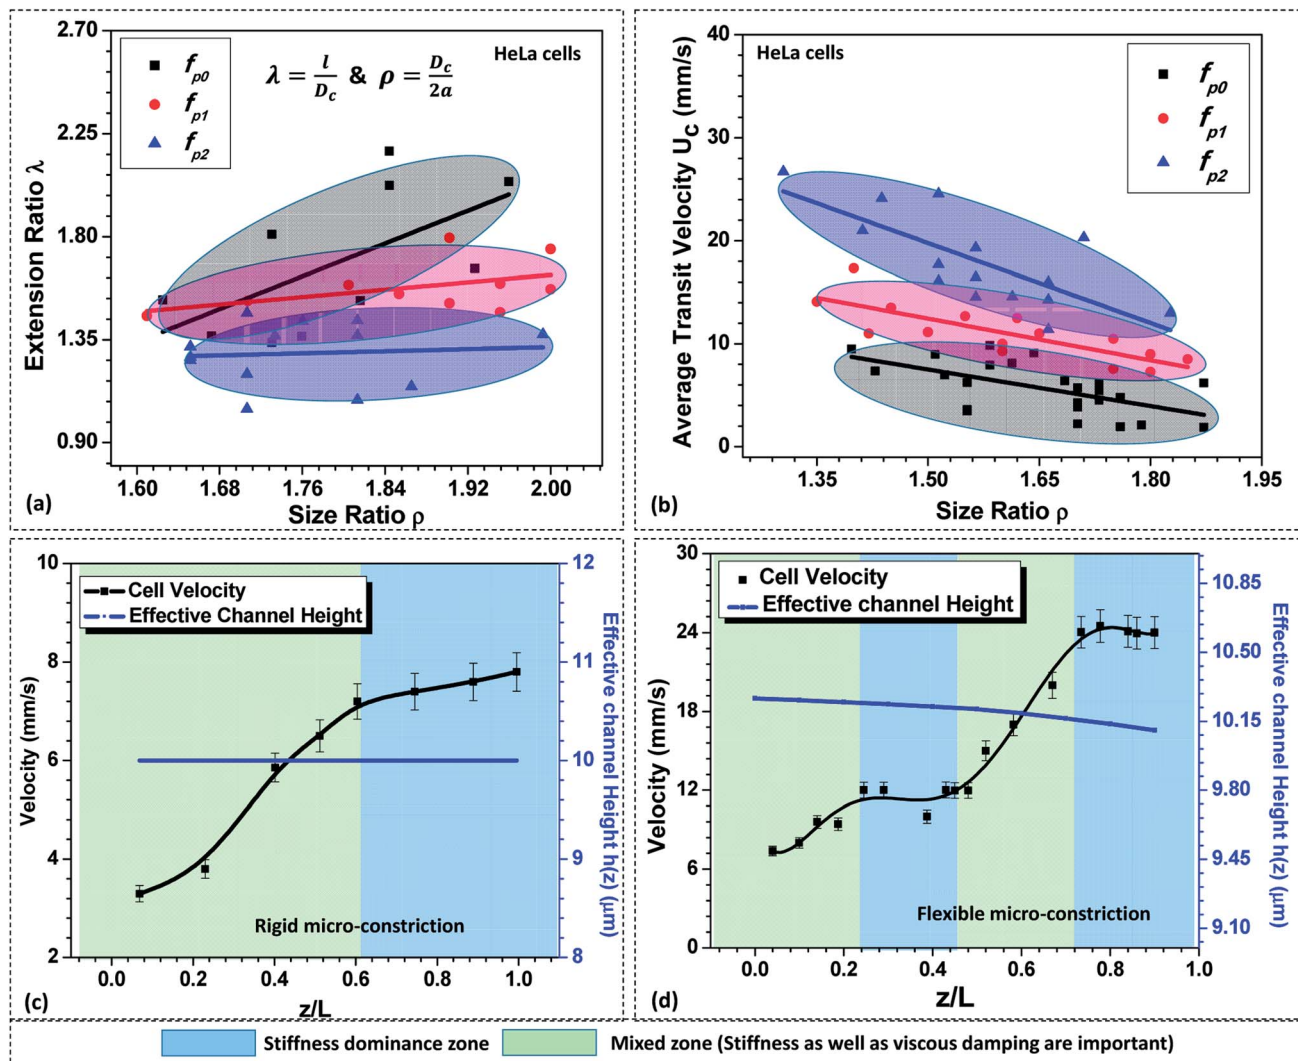 2.70
2.25
1.80
1.35
0.90
Extension Ratio λ
f_p0
f_p1
f_p2
λ = l/D_c & ρ = D_c/2a
HeLa cells
1.60 1.68 1.76 1.84 1.92 2.00
Size Ratio ρ
(a)
40
30
20
10
0
Average Transit Velocity U_C (mm/s)
HeLa cells
f_p0
f_p1
f_p2
1.35 1.50 1.65 1.80 1.95
Size Ratio ρ
(b)
10
8
6
4
2
Velocity (mm/s)
Cell Velocity
Effective Channel Height
12
11
10
9
8
Effective channel Height h(z) (μm)
Rigid micro-constriction
0.0 0.2 0.4 0.6 0.8 1.0
z/L
(c)
30
24
18
12
6
0
Velocity (mm/s)
Cell Velocity
Effective channel Height
10.85
10.50
10.15
9.80
9.45
9.10
Effective channel Height h(z) (μm)
Flexible micro-constriction
0.0 0.2 0.4 0.6 0.8 1.0
z/L
(d)
Stiffness dominance zone
Mixed zone (Stiffness as well as viscous damping are important)